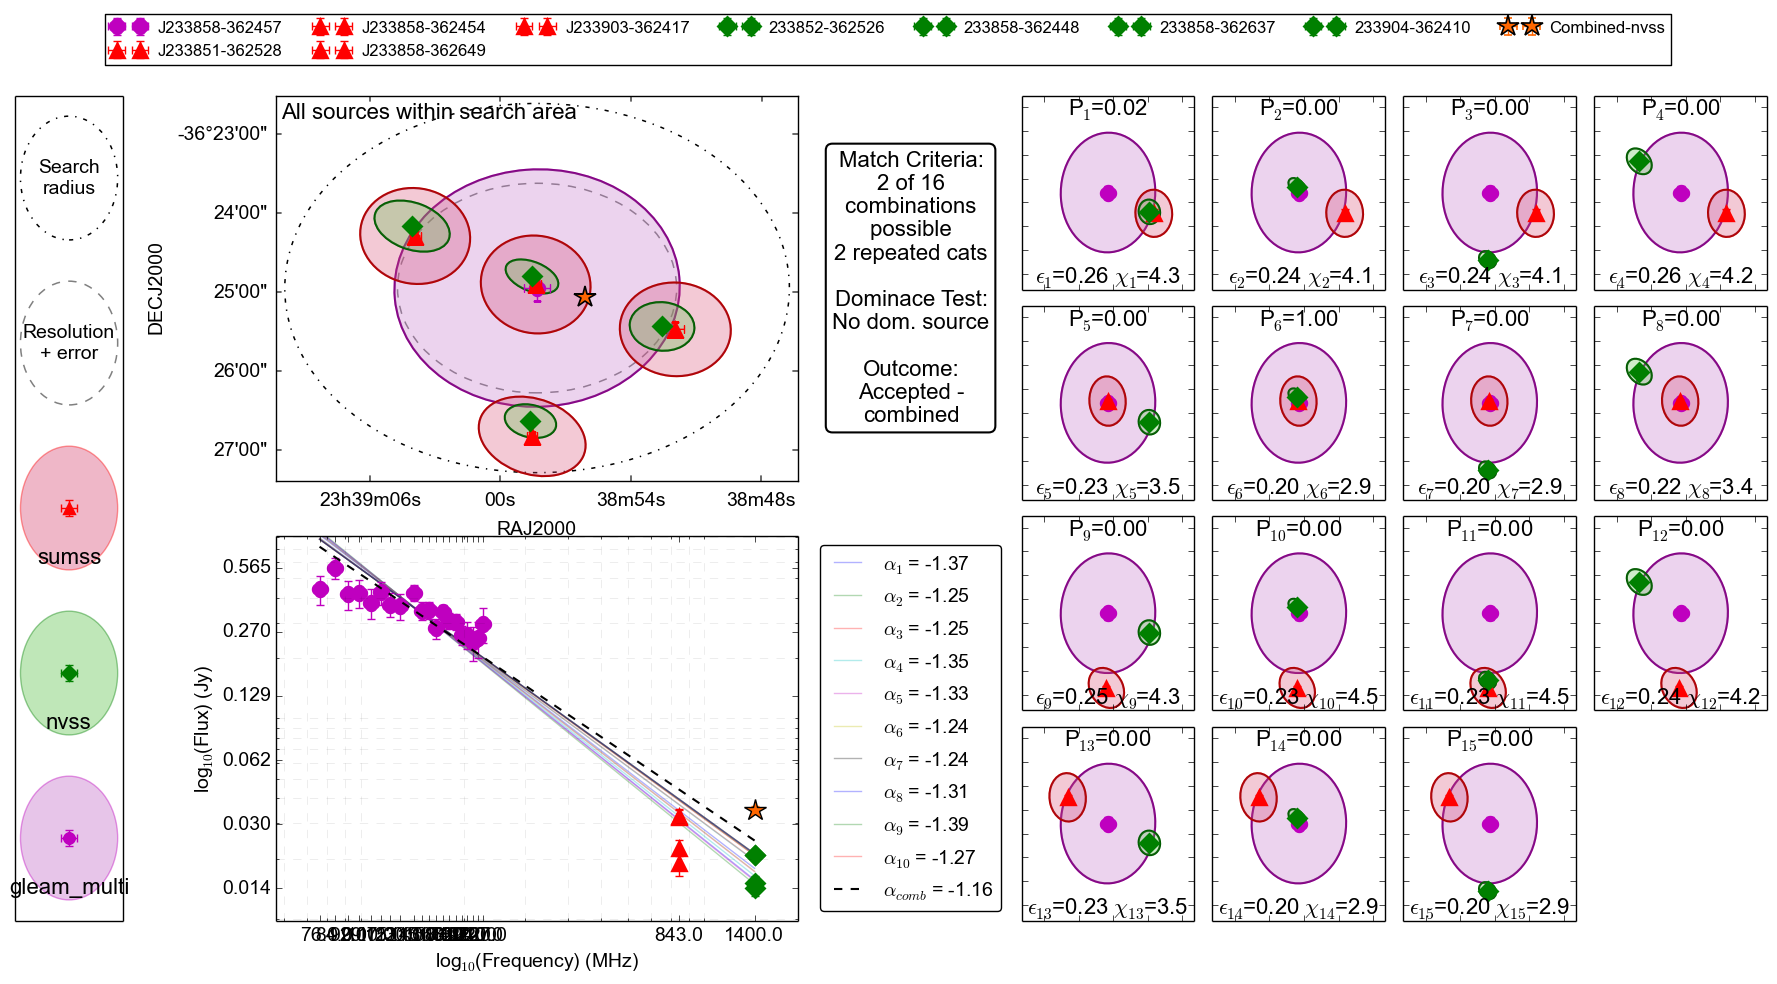 J233858-362457
J233858-362454
J233903-362417
233852-362526
233858-362448
233858-362637
233904-362410
Combined-nvss
J233851-362528
J233858-362649
Search
radius
Resolution
+ error
sumss
nvss
gleam_multi
All sources within search area
DECJ2000
-36°23'00"
24'00"
25'00"
26'00"
27'00"
23h39m06s
00s
38m54s
38m48s
RAJ2000
Match Criteria:
2 of 16
combinations
possible
2 repeated cats
Dominace Test:
No dom. source
Outcome:
Accepted -
combined
log10(Flux) (Jy)
0.565
0.270
0.129
0.062
0.030
0.014
843.0
1400.0
log10(Frequency) (MHz)
α1 = -1.37
α2 = -1.25
α3 = -1.25
α4 = -1.35
α5 = -1.33
α6 = -1.24
α7 = -1.24
α8 = -1.31
α9 = -1.39
α10 = -1.27
αcomb = -1.16
P1=0.02
ϵ1=0.26 χ1=4.3
P2=0.00
ϵ2=0.24 χ2=4.1
P3=0.00
ϵ3=0.24 χ3=4.1
P4=0.00
ϵ4=0.26 χ4=4.2
P5=0.00
ϵ5=0.23 χ5=3.5
P6=1.00
ϵ6=0.20 χ6=2.9
P7=0.00
ϵ7=0.20 χ7=2.9
P8=0.00
ϵ8=0.22 χ8=3.4
P9=0.00
ϵ9=0.25 χ9=4.3
P10=0.00
ϵ10=0.23 χ10=4.5
P11=0.00
ϵ11=0.23 χ11=4.5
P12=0.00
ϵ12=0.24 χ12=4.2
P13=0.00
ϵ13=0.23 χ13=3.5
P14=0.00
ϵ14=0.20 χ14=2.9
P15=0.00
ϵ15=0.20 χ15=2.9